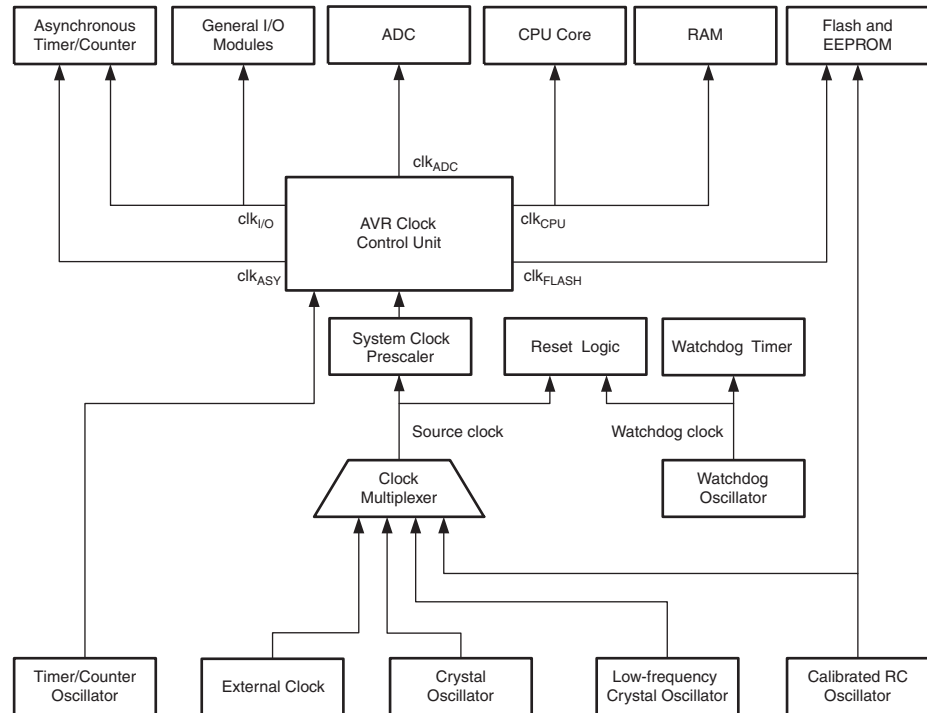 Asynchronous
Timer/Counter
General I/O
Modules
ADC
CPU Core
RAM
Flash and
EEPROM
clkADC
clkI/O
AVR Clock
Control Unit
clkCPU
clkASY
clkFLASH
System Clock
Prescaler
Reset Logic
Watchdog Timer
Source clock
Watchdog clock
Clock
Multiplexer
Watchdog
Oscillator
Timer/Counter
Oscillator
External Clock
Crystal
Oscillator
Low-frequency
Crystal Oscillator
Calibrated RC
Oscillator